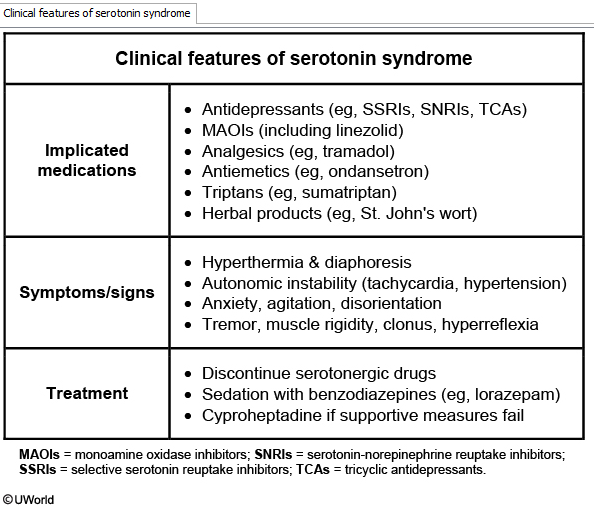 Clinical features of serotonin syndrome
Clinical features of serotonin syndrome
Implicated
medications
• Antidepressants (eg, SSRIs, SNRIs, TCAs)
• MAOIs (including linezolid)
• Analgesics (eg, tramadol)
• Antiemetics (eg, ondansetron)
• Triptans (eg, sumatriptan)
• Herbal products (eg, St. John's wort)
Symptoms/signs
• Hyperthermia & diaphoresis
• Autonomic instability (tachycardia, hypertension)
• Anxiety, agitation, disorientation
• Tremor, muscle rigidity, clonus, hyperreflexia
Treatment
• Discontinue serotonergic drugs
• Sedation with benzodiazepines (eg, lorazepam)
• Cyproheptadine if supportive measures fail
MAOIs = monoamine oxidase inhibitors; SNRIs = serotonin-norepinephrine reuptake inhibitors;
SSRIs = selective serotonin reuptake inhibitors; TCAs = tricyclic antidepressants.
© UWorld